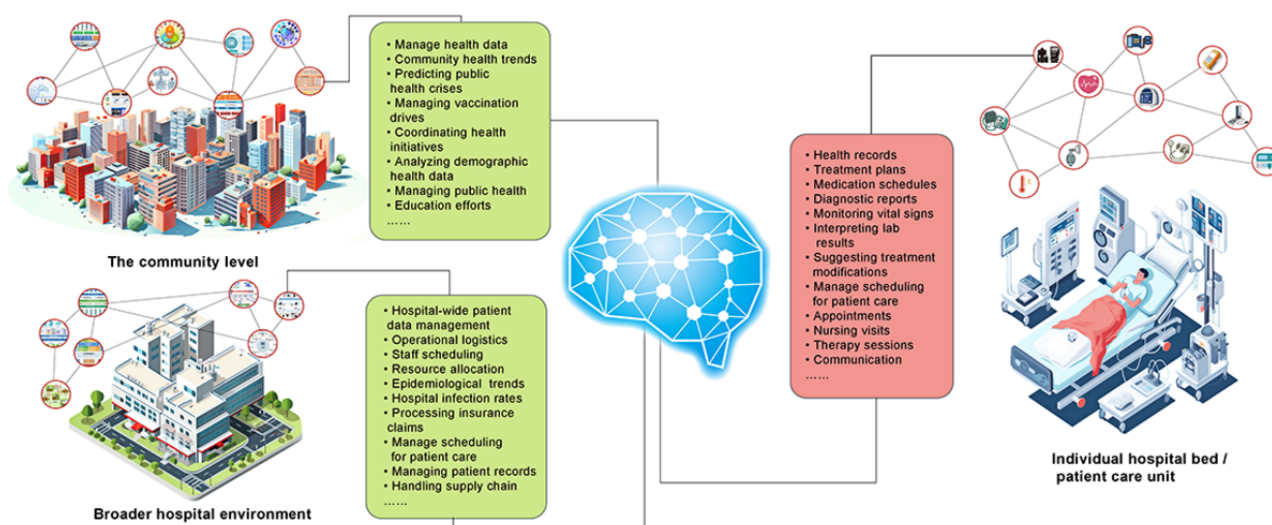 • Manage health data
• Community health trends
• Predicting public
health crises
• Managing vaccination
drives
• Coordinating health
initiatives
• Analyzing demographic
health data
• Managing public health
• Education efforts
……
The community level
• Hospital-wide patient
data management
• Operational logistics
• Staff scheduling
• Resource allocation
• Epidemiological trends
• Hospital infection rates
• Processing insurance
claims
• Manage scheduling
for patient care
• Managing patient records
• Handling supply chain
……
Broader hospital environment
• Health records
• Treatment plans
• Medication schedules
• Diagnostic reports
• Monitoring vital signs
• Interpreting lab
results
• Suggesting treatment
modifications
• Manage scheduling
for patient care
• Appointments
• Nursing visits
• Therapy sessions
• Communication
……
Individual hospital bed /
patient care unit